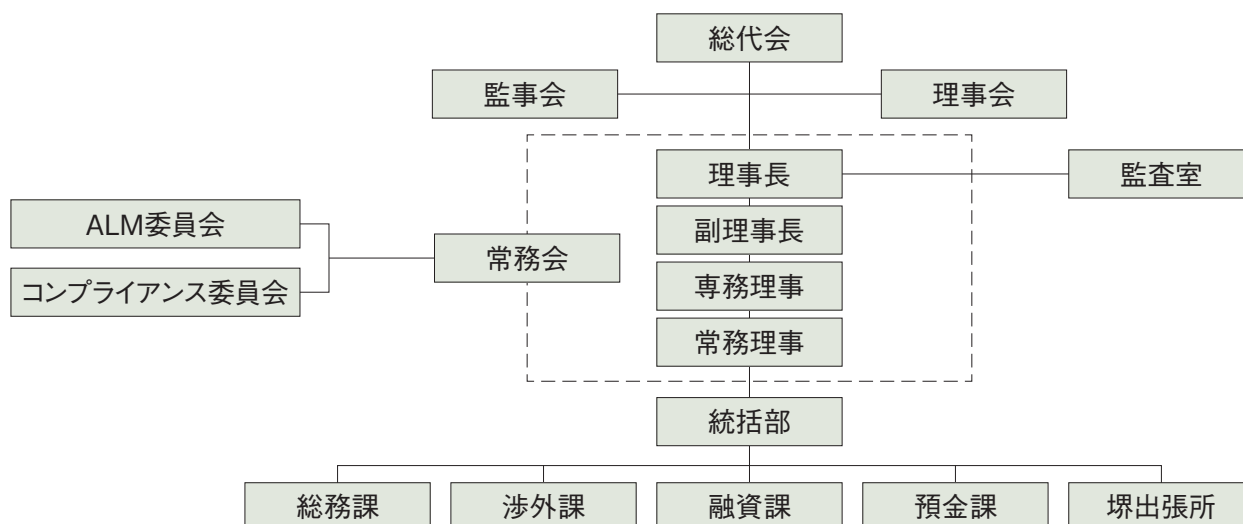 総代会
監事会
理事会
理事長
監査室
ALM委員会
副理事長
常務会
コンプライアンス委員会
専務理事
常務理事
統括部
総務課
渉外課
融資課
預金課
堺出張所